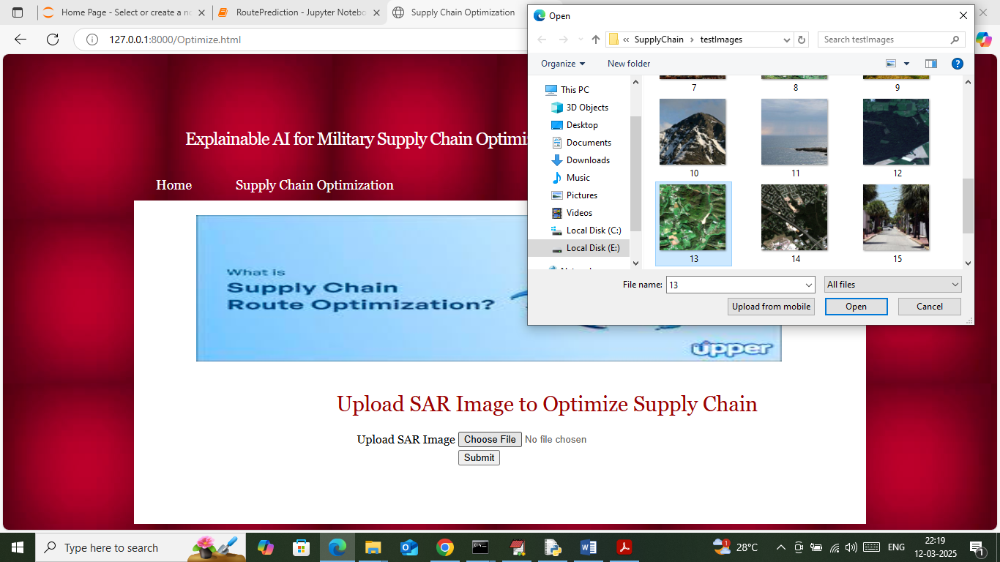 Home Page - Select or create a no
RoutePrediction - Jupyter Notebo
Supply Chain Optimization
127.0.0.1:8000/Optimize.html
Explainable AI for Military Supply Chain Optimi
Home
Supply Chain Optimization
What is
Supply Chain
Route Optimization?
upper
Upload SAR Image to Optimize Supply Chain
Upload SAR Image Choose File No file chosen
Submit
Open
« SupplyChain › testImages
Search testImages
Organize
New folder
This PC
3D Objects
Desktop
Documents
Downloads
Music
Pictures
Videos
Local Disk (C:)
Local Disk (E:)
7 8 9
10 11 12
13 14 15
File name: 13
All files
Upload from mobile Open Cancel
Type here to search
1
28°C
ENG
22:19
12-03-2025
1